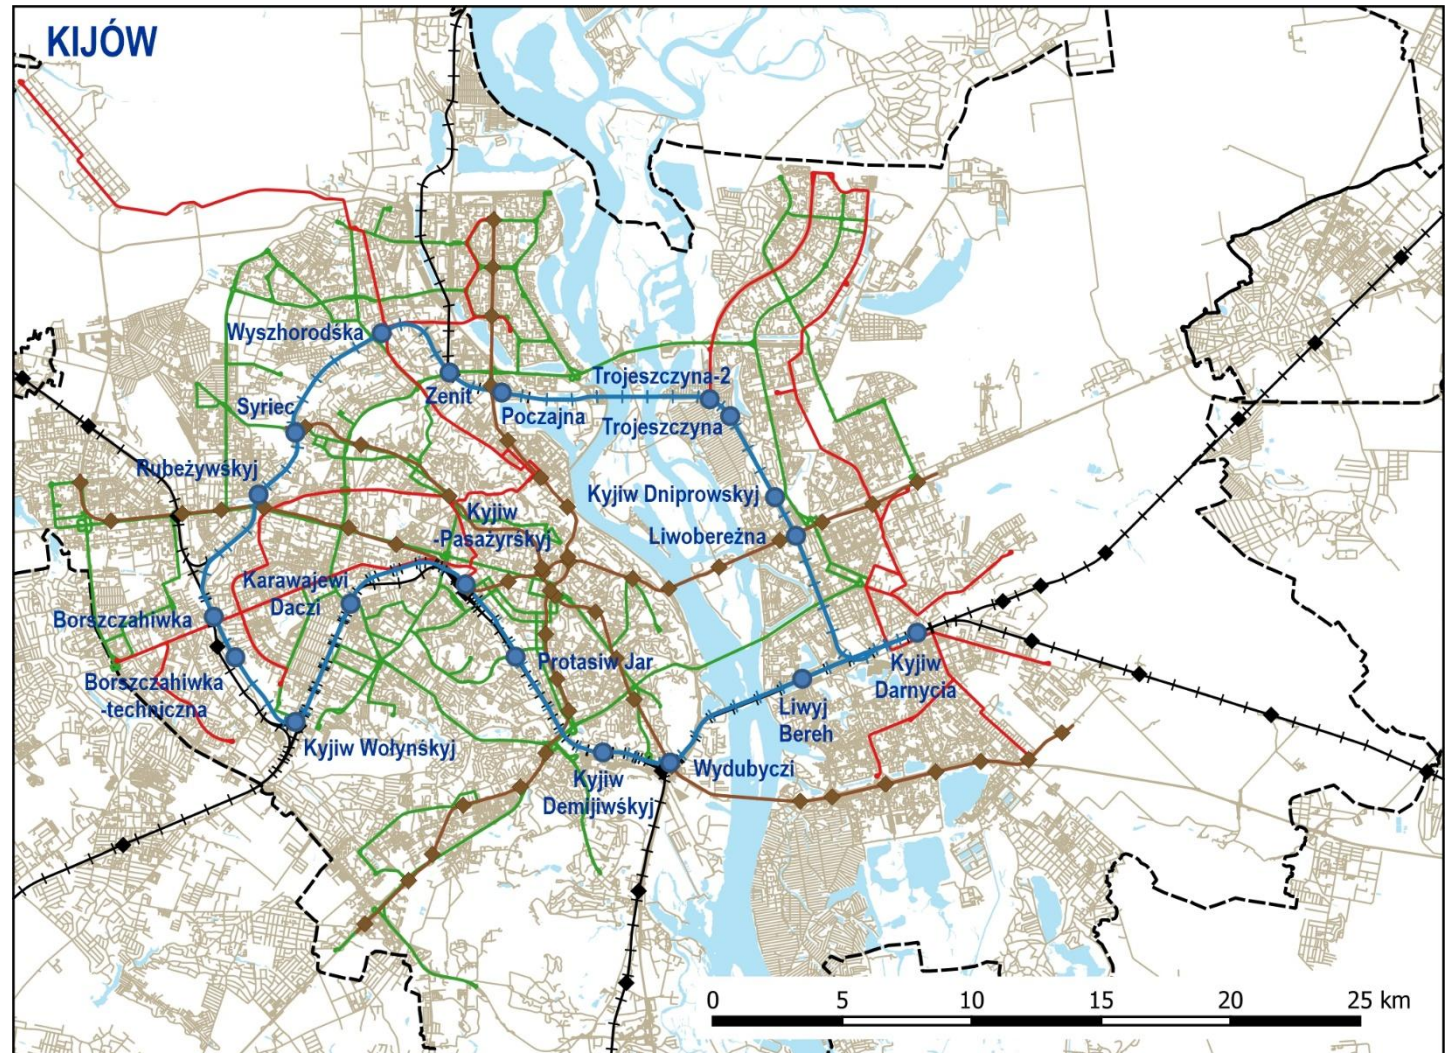 KIJÓW
Wyszhorodśka
Zenit
Poczajna
Trojeszczyna-2
Trojeszczyna
Syriec
Rubeżywskyj
Kyjiw
-Pasażyrśkyj
Kyjiw Dniprowskyj
Liwobereżna
Karawajewi
Daczi
Borszczahiwka
Borszczahiwka
-techniczna
Protasiw Jar
Kyjiw
Darnycia
Liwyj
Bereh
Kyjiw Wołynśkyj
Kyjiw
Demijiwśkyj
Wydubyczi
0 5 10 15 20 25 km